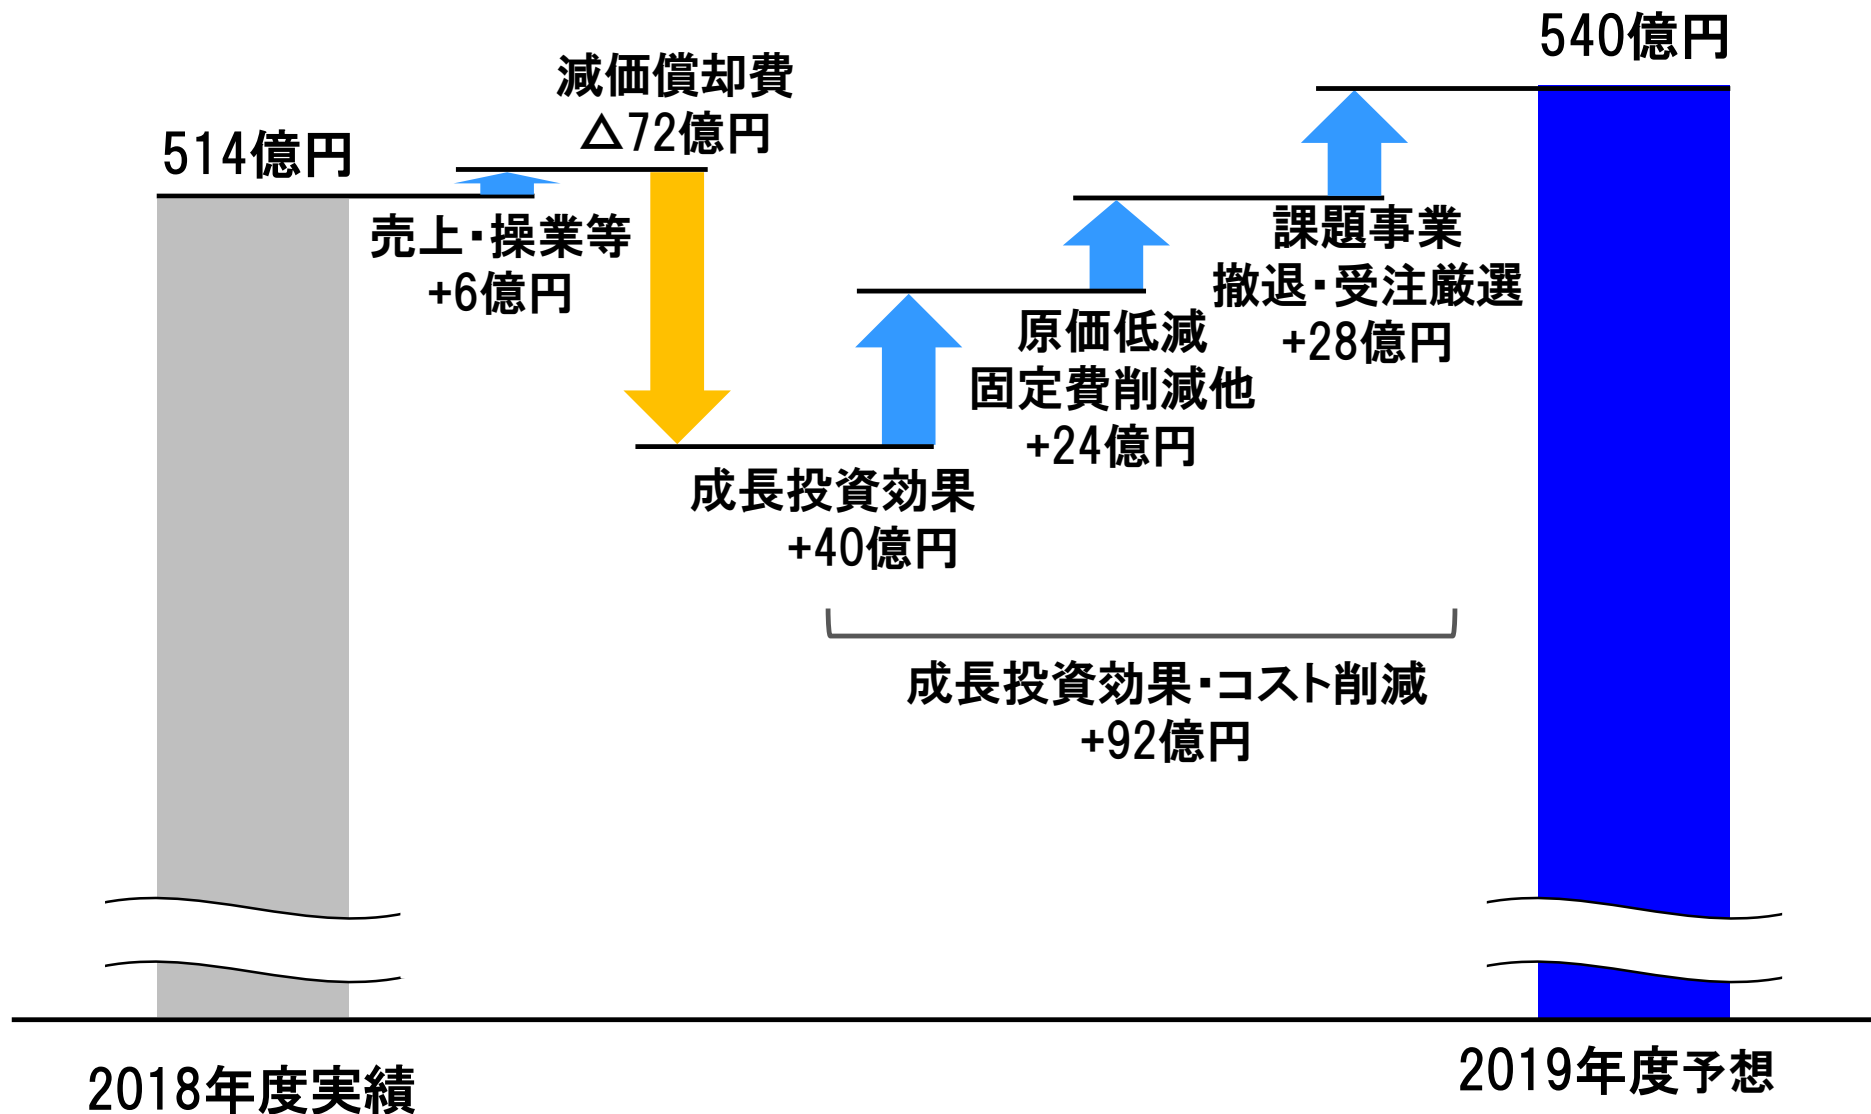 514億円
売上・操業等
+6億円
減価償却費
△72億円
成長投資効果
+40億円
原価低減
固定費削減他
+24億円
課題事業
撤退・受注厳選
+28億円
540億円
成長投資効果・コスト削減
+92億円
2018年度実績
2019年度予想